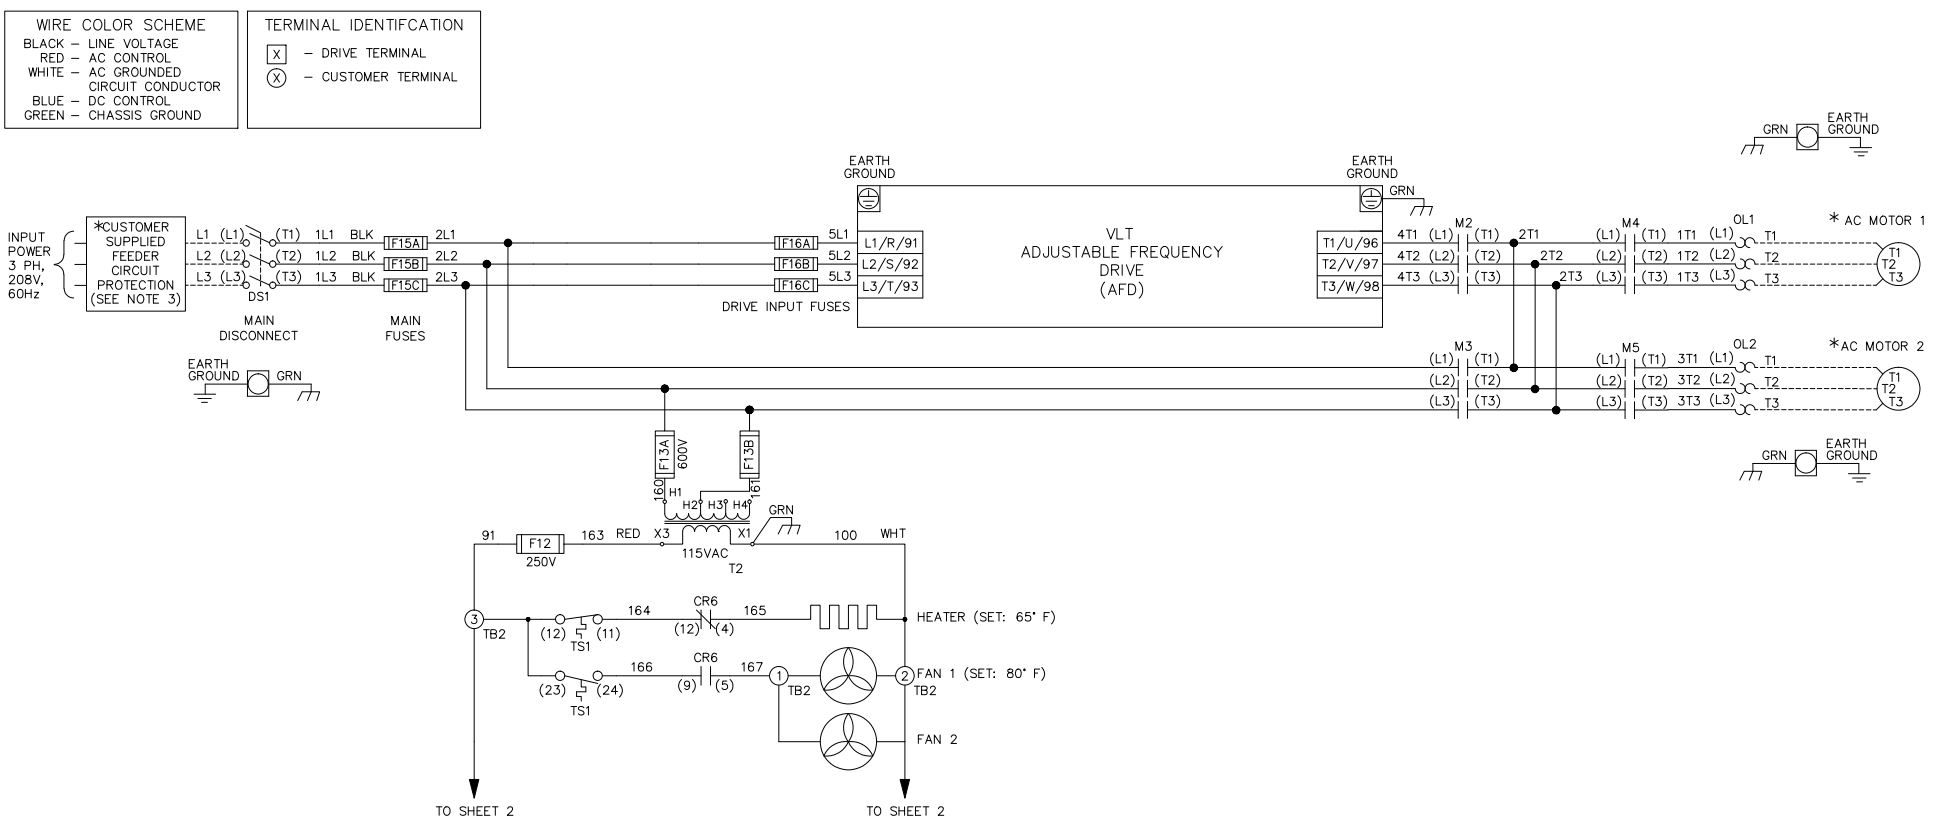 WIRE COLOR SCHEME
BLACK – LINE VOLTAGE
RED – AC CONTROL
WHITE – AC GROUNDED
CIRCUIT CONDUCTOR
BLUE – DC CONTROL
GREEN – CHASSIS GROUND
TERMINAL IDENTIFCATION
X – DRIVE TERMINAL
X – CUSTOMER TERMINAL
EARTH
GROUND
GRN
EARTH
GROUND
EARTH
GROUND
GRN
INPUT
POWER
3 PH,
208V,
60Hz
*CUSTOMER
SUPPLIED
FEEDER
CIRCUIT
PROTECTION
(SEE NOTE 3)
L1 (L1) (T1) 1L1 BLK F15A 2L1
L2 (L2) (T2) 1L2 BLK F15B 2L2
L3 (L3) (T3) 1L3 BLK F15C 2L3
DS1
MAIN
DISCONNECT
MAIN
FUSES
F16A 5L1 L1/R/91
F16B 5L2 L2/S/92
F16C 5L3 L3/T/93
DRIVE INPUT FUSES
VLT
ADJUSTABLE FREQUENCY
DRIVE
(AFD)
M2 M4 OL1 * AC MOTOR 1
T1/U/96 4T1 (L1) (T1) 2T1 (L1) (T1) 1T1 (L1) T1
T2/V/97 4T2 (L2) (T2) 2T2 (L2) (T2) 1T2 (L2) T2
T3/W/98 4T3 (L3) (T3) 2T3 (L3) (T3) 1T3 (L3) T3
T1
T2
T3
M3 M5 OL2 *AC MOTOR 2
(L1) (T1) (L1) (T1) 3T1 (L1) T1
(L2) (T2) (L2) (T2) 3T2 (L2) T2
(L3) (T3) (L3) (T3) 3T3 (L3) T3
T1
T2
T3
EARTH
GROUND
GRN
GRN
EARTH
GROUND
F13A
600V
F13B
160
161
H1
H2 H3 H4
GRN
91 F12 163 RED X3 X1 100 WHT
250V
115VAC
T2
3
TB2
(12) (11)
TS1
164
CR6
(12) (4)
165
HEATER (SET: 65° F)
(23) (24)
TS1
166
CR6
(9) (5)
167
1
TB2
2
TB2
FAN 1 (SET: 80° F)
FAN 2
TO SHEET 2
TO SHEET 2